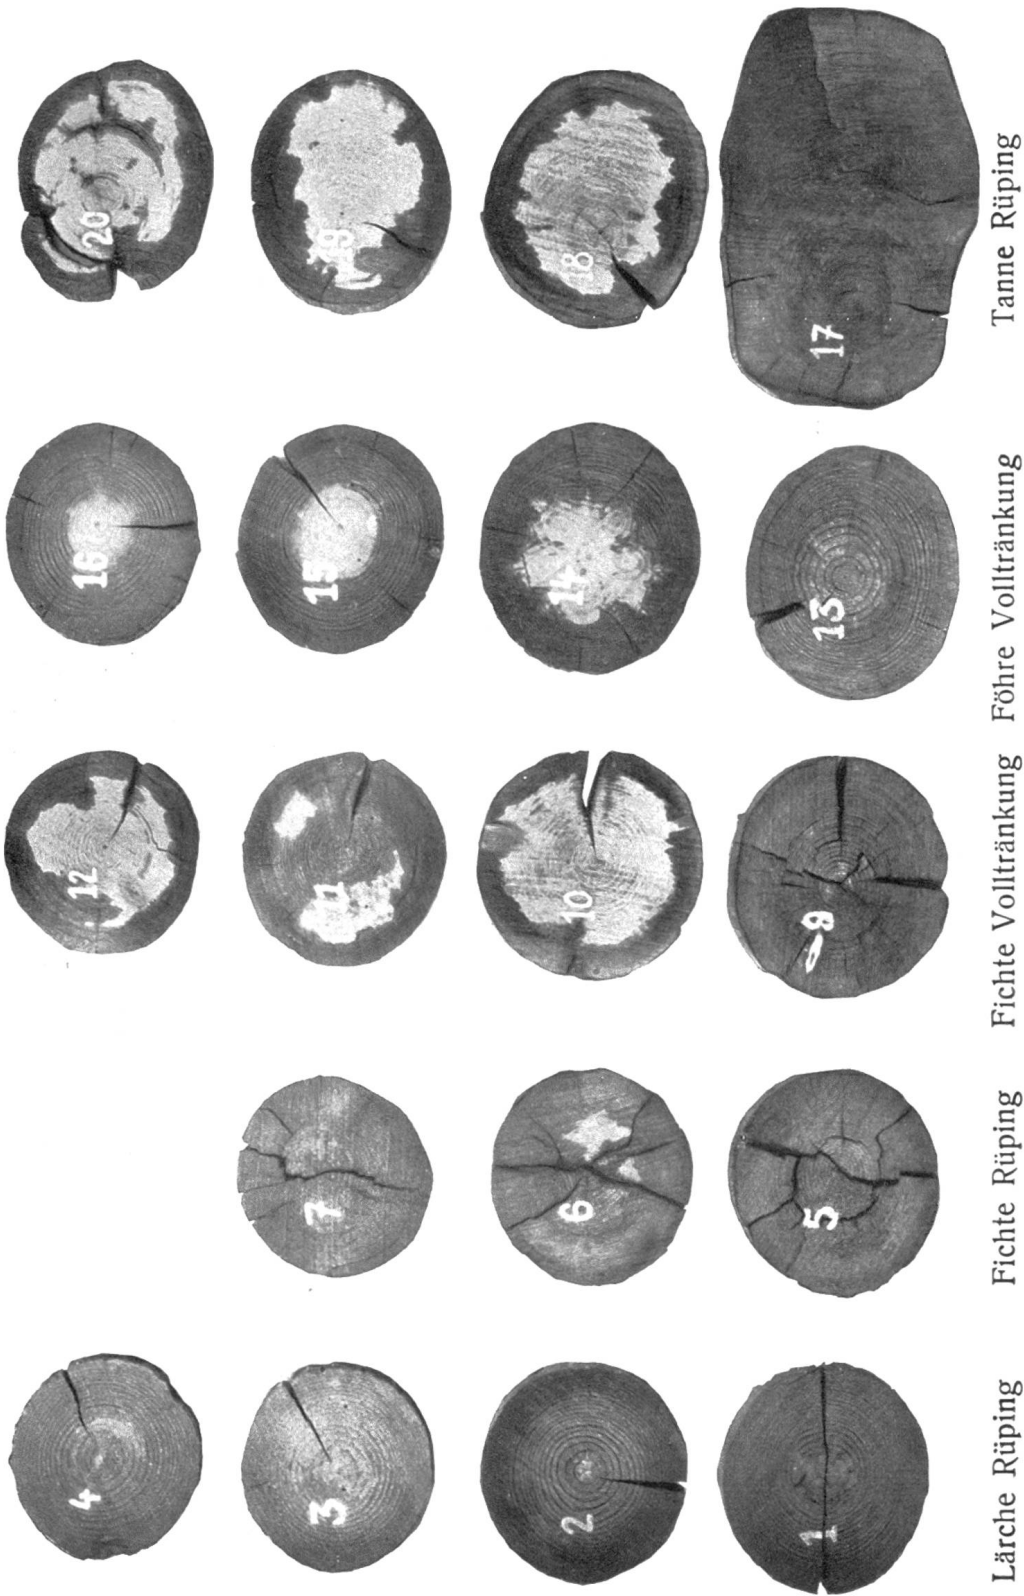 4 12 16 20
3 7 11 15 19
2 6 10 14 18
1 5 9 13 17
Lärche Rüping Fichte Rüping Fichte Volltränkung Föhre Volltränkung Tanne Rüping